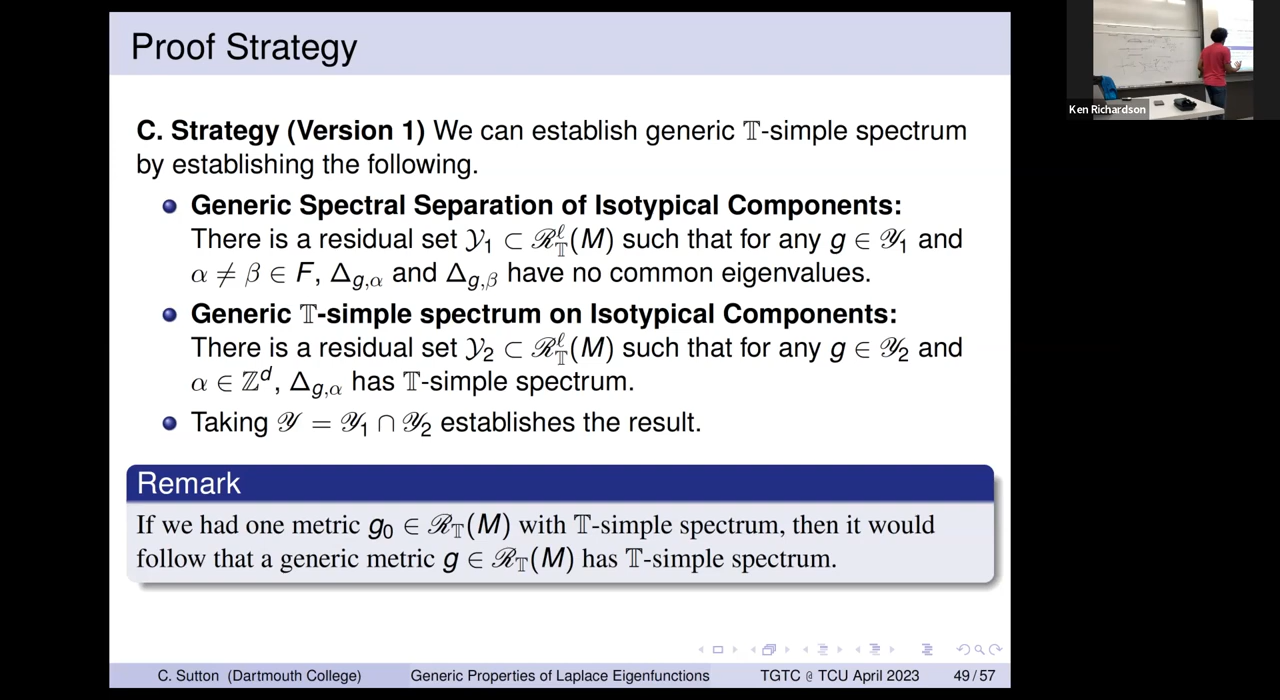 Proof Strategy
Ken Richardson
C. Strategy (Version 1) We can establish generic 𝕋-simple spectrum
by establishing the following.
Generic Spectral Separation of Isotypical Components:
There is a residual set 𝒴₁ ⊂ ℛ^ℓ_𝕋(M) such that for any g ∈ 𝒴₁ and
α ≠ β ∈ F, Δ_{g,α} and Δ_{g,β} have no common eigenvalues.
Generic 𝕋-simple spectrum on Isotypical Components:
There is a residual set 𝒴₂ ⊂ ℛ^ℓ_𝕋(M) such that for any g ∈ 𝒴₂ and
α ∈ ℤ^d, Δ_{g,α} has 𝕋-simple spectrum.
Taking 𝒴 = 𝒴₁ ∩ 𝒴₂ establishes the result.
Remark
If we had one metric g₀ ∈ ℛ_𝕋(M) with 𝕋-simple spectrum, then it would
follow that a generic metric g ∈ ℛ_𝕋(M) has 𝕋-simple spectrum.
C. Sutton (Dartmouth College) Generic Properties of Laplace Eigenfunctions TGTC @ TCU April 2023 49 / 57